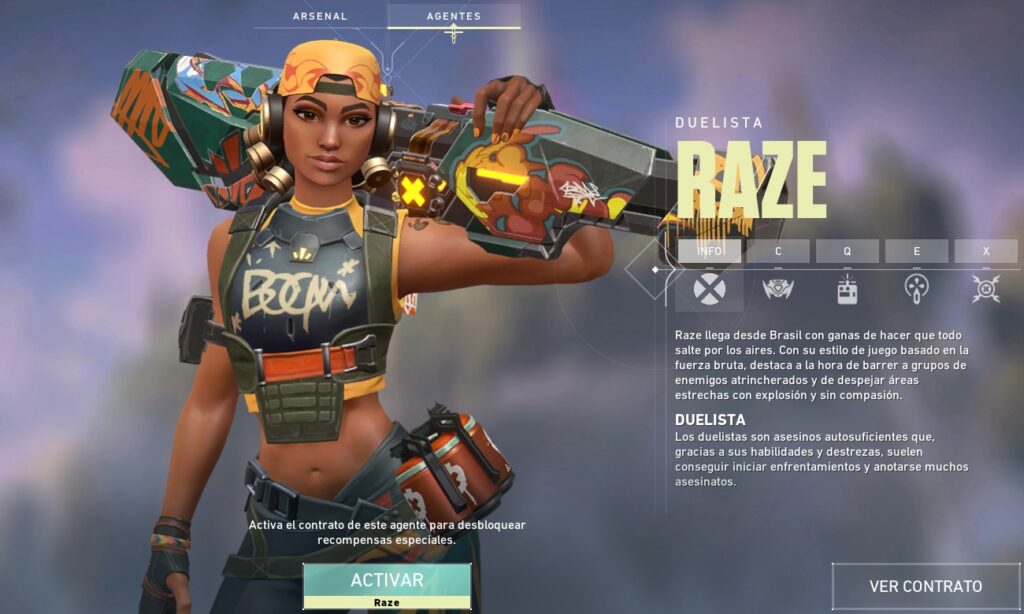 ARSENAL
AGENTES
DUELISTA
RAZE
INFO
C
Q
E
X
BOOM
Raze llega desde Brasil con ganas de hacer que todo
salte por los aires. Con su estilo de juego basado en la
fuerza bruta, destaca a la hora de barrer a grupos de
enemigos atrincherados y de despejar áreas
estrechas con explosión y sin compasión.
DUELISTA
Los duelistas son asesinos autosuficientes que,
gracias a sus habilidades y destrezas, suelen
conseguir iniciar enfrentamientos y anotarse muchos
asesinatos.
Activa el contrato de este agente para desbloquear
recompensas especiales.
ACTIVAR
Raze
VER CONTRATO